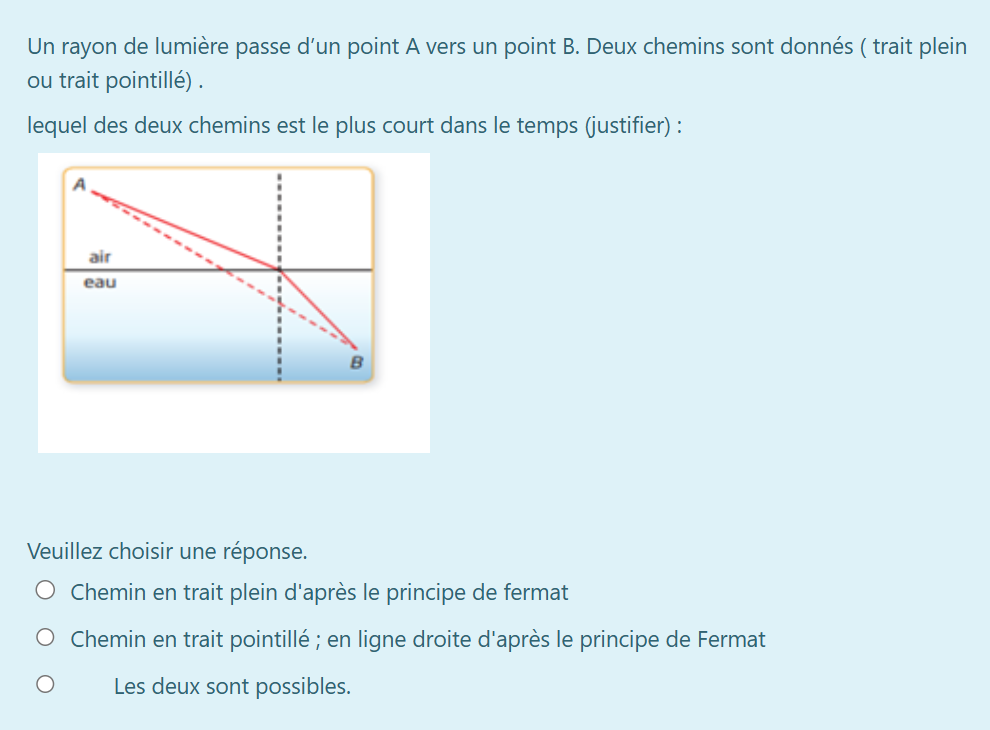 Un rayon de lumière passe d’un point A vers un point B. Deux chemins sont donnés ( trait plein
ou trait pointillé) .
lequel des deux chemins est le plus court dans le temps (justifier) :
A
air
eau
B
Veuillez choisir une réponse.
Chemin en trait plein d'après le principe de fermat
Chemin en trait pointillé ; en ligne droite d'après le principe de Fermat
Les deux sont possibles.